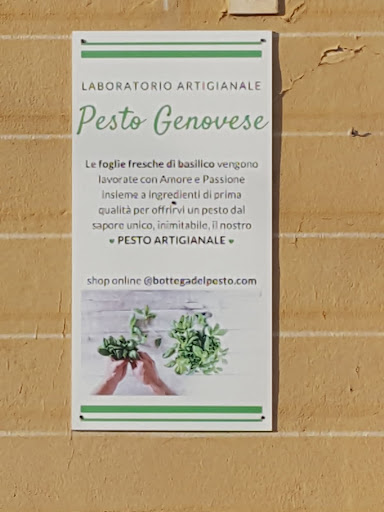 LABORATORIO ARTIGIANALE
Pesto Genovese
Le foglie fresche di basilico vengono
lavorate con Amore e Passione
insieme a ingredienti di prima
qualità per offrirvi un pesto dal
sapore unico, inimitabile, il nostro
♥ PESTO ARTIGIANALE ♥
shop online @bottegadelpesto.com